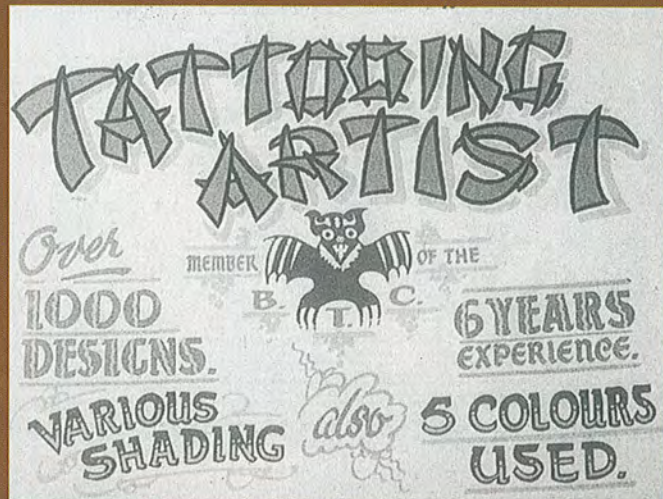 TATTOOING
ARTIST
Over
1000
DESIGNS.
MEMBER OF THE
B. T. C.
6 YEARS
EXPERIENCE.
VARIOUS
SHADING
also
5 COLOURS
USED.